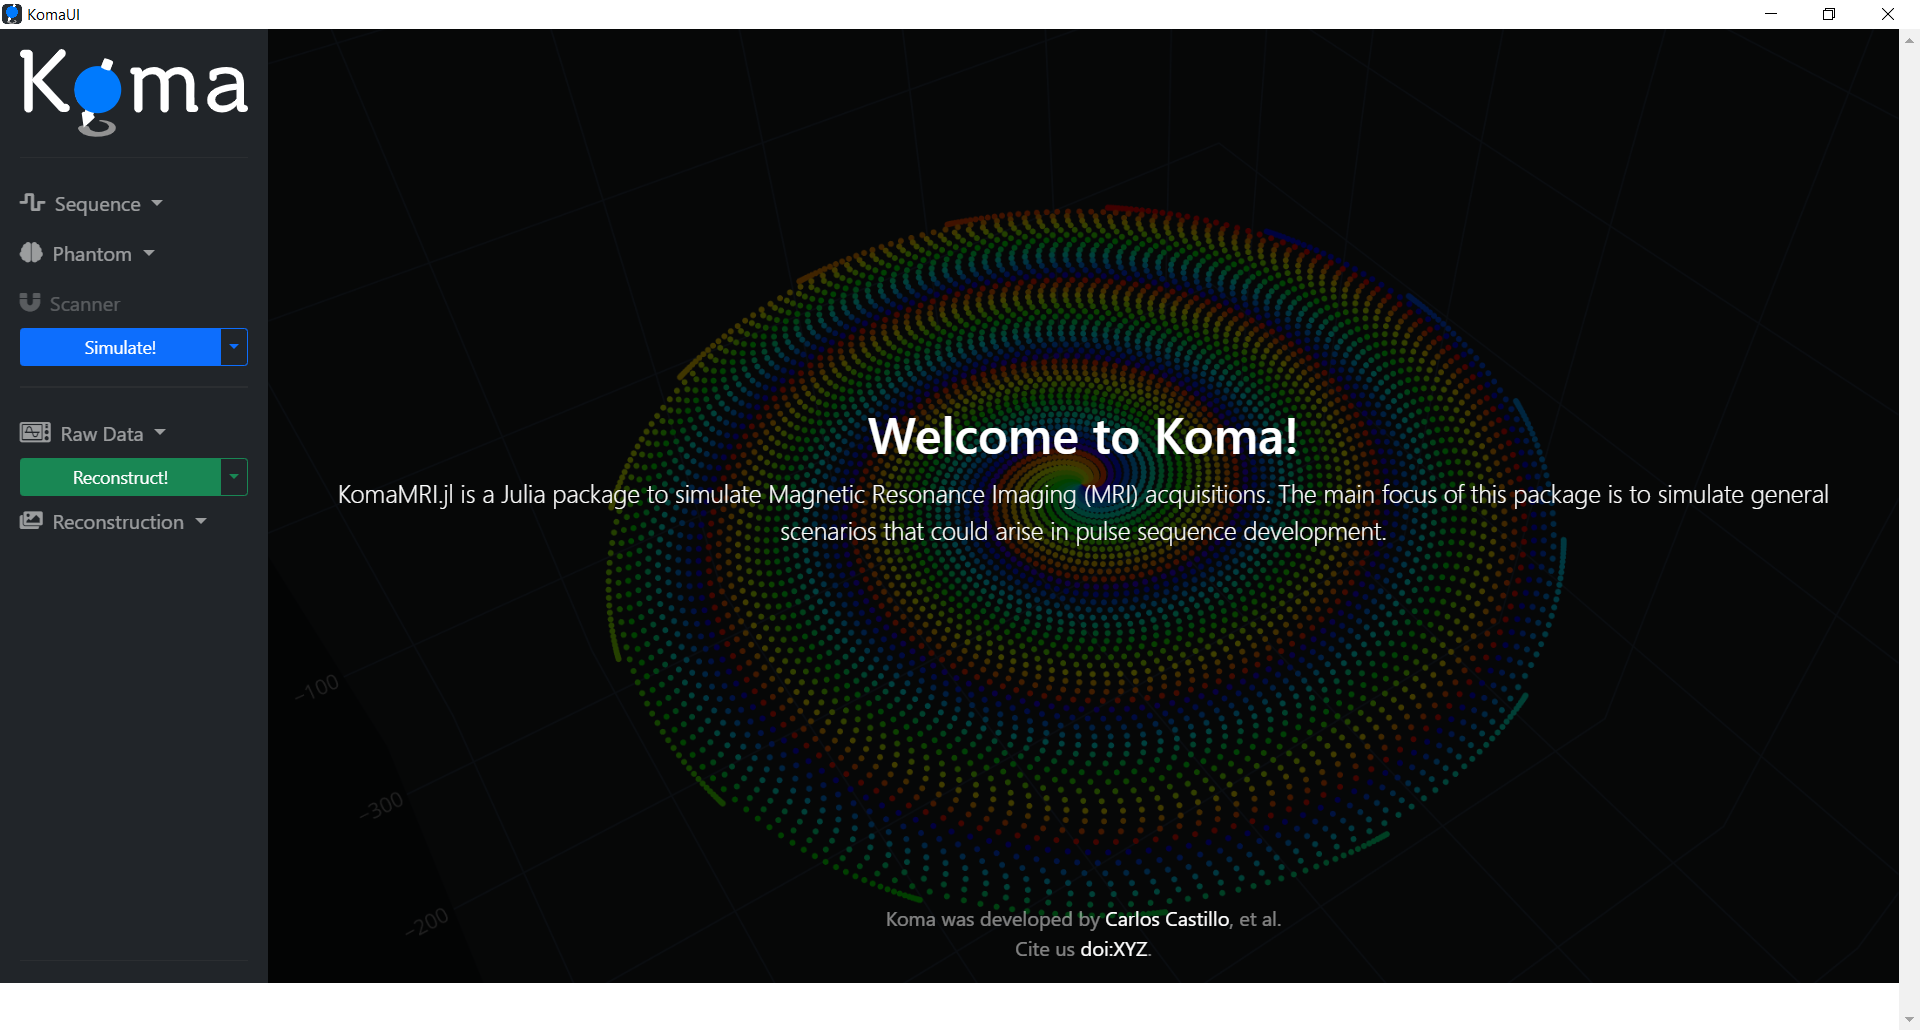 KomaUI
Koma
Sequence
Phantom
Scanner
Simulate!
Raw Data
Reconstruct!
Reconstruction
Welcome to Koma!
KomaMRI.jl is a Julia package to simulate Magnetic Resonance Imaging (MRI) acquisitions. The main focus of this package is to simulate general
scenarios that could arise in pulse sequence development.
−100
−300
−200
Koma was developed by Carlos Castillo, et al.
Cite us doi:XYZ.